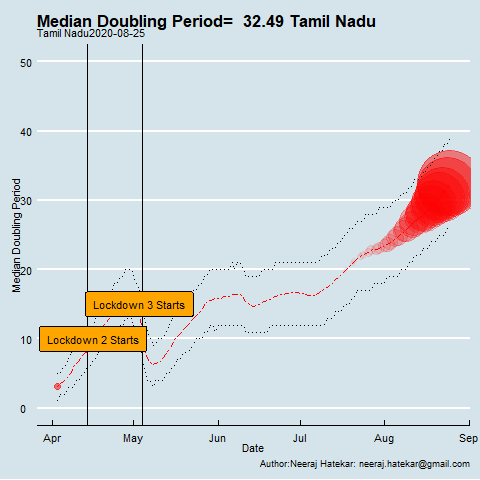 Median Doubling Period=  32.49 Tamil Nadu
Tamil Nadu2020-08-25
Median Doubling Period
50
40
30
20
10
0
Lockdown 3 Starts
Lockdown 2 Starts
Apr May Jun Jul Aug Sep
Date
Author:Neeraj Hatekar: neeraj.hatekar@gmail.com